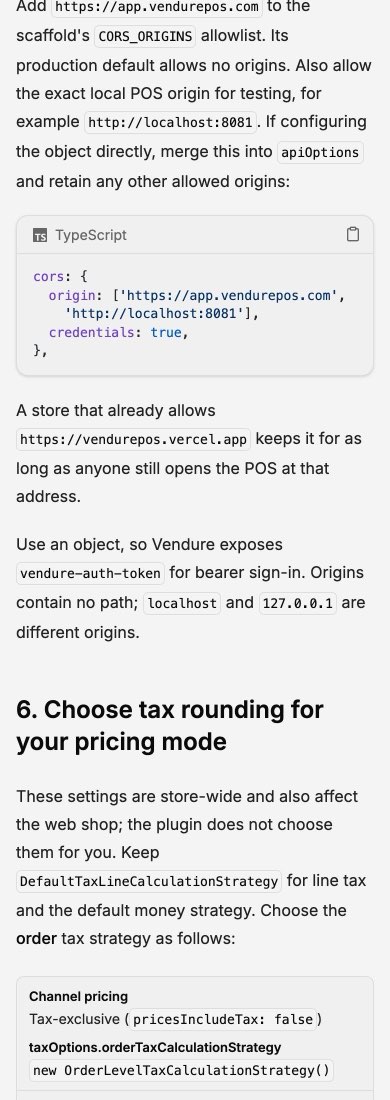 Add https://app.vendurepos.com to the
scaffold's CORS_ORIGINS allowlist. Its
production default allows no origins. Also allow
the exact local POS origin for testing, for
example http://localhost:8081. If configuring
the object directly, merge this into apiOptions
and retain any other allowed origins:
TS TypeScript
cors: {
  origin: ['https://app.vendurepos.com',
    'http://localhost:8081'],
  credentials: true,
},
A store that already allows
https://vendurepos.vercel.app keeps it for as
long as anyone still opens the POS at that
address.
Use an object, so Vendure exposes
vendure-auth-token for bearer sign-in. Origins
contain no path; localhost and 127.0.0.1 are
different origins.
6. Choose tax rounding for
your pricing mode
These settings are store-wide and also affect
the web shop; the plugin does not choose
them for you. Keep
DefaultTaxLineCalculationStrategy for line tax
and the default money strategy. Choose the
order tax strategy as follows:
Channel pricing
Tax-exclusive (pricesIncludeTax: false)
taxOptions.orderTaxCalculationStrategy
new OrderLevelTaxCalculationStrategy()